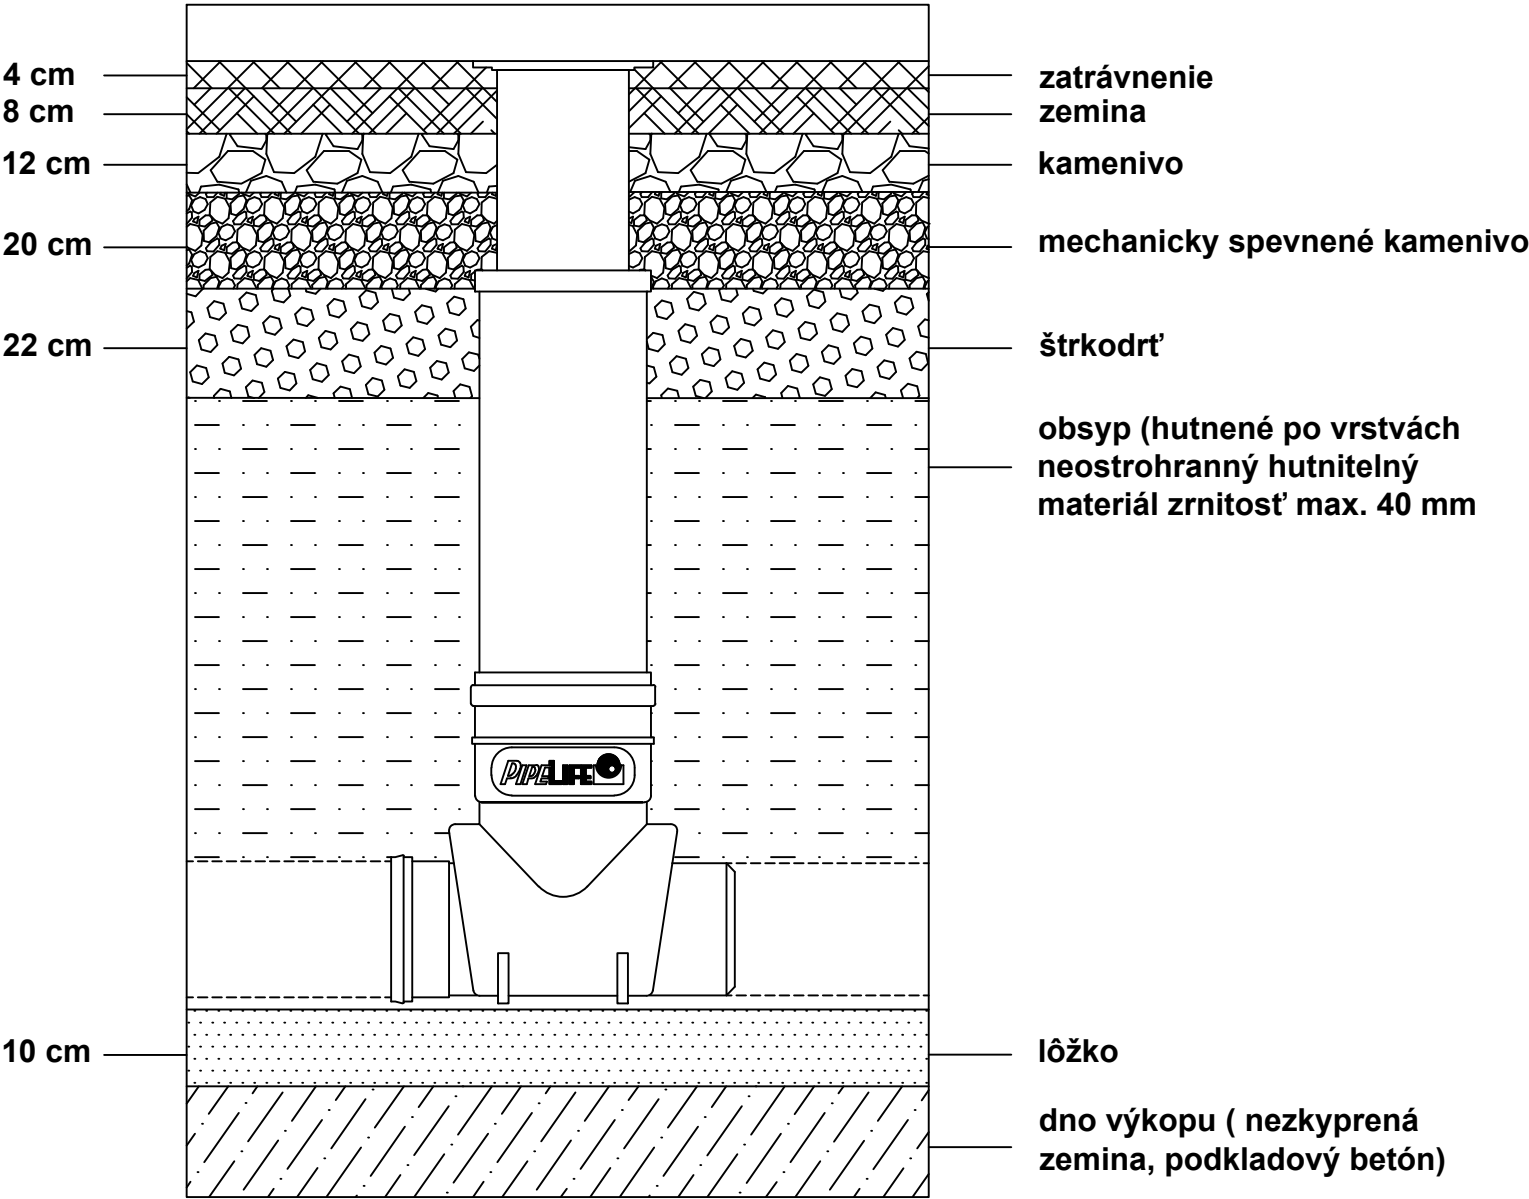 4 cm
zatrávnenie
8 cm
zemina
12 cm
kamenivo
20 cm
mechanicky spevnené kamenivo
22 cm
štrkodrť
obsyp (hutnené po vrstvách
neostrohranný hutnitelný
materiál zrnitosť max. 40 mm
PIPELIFE
10 cm
lôžko
dno výkopu ( nezkyprená
zemina, podkladový betón)